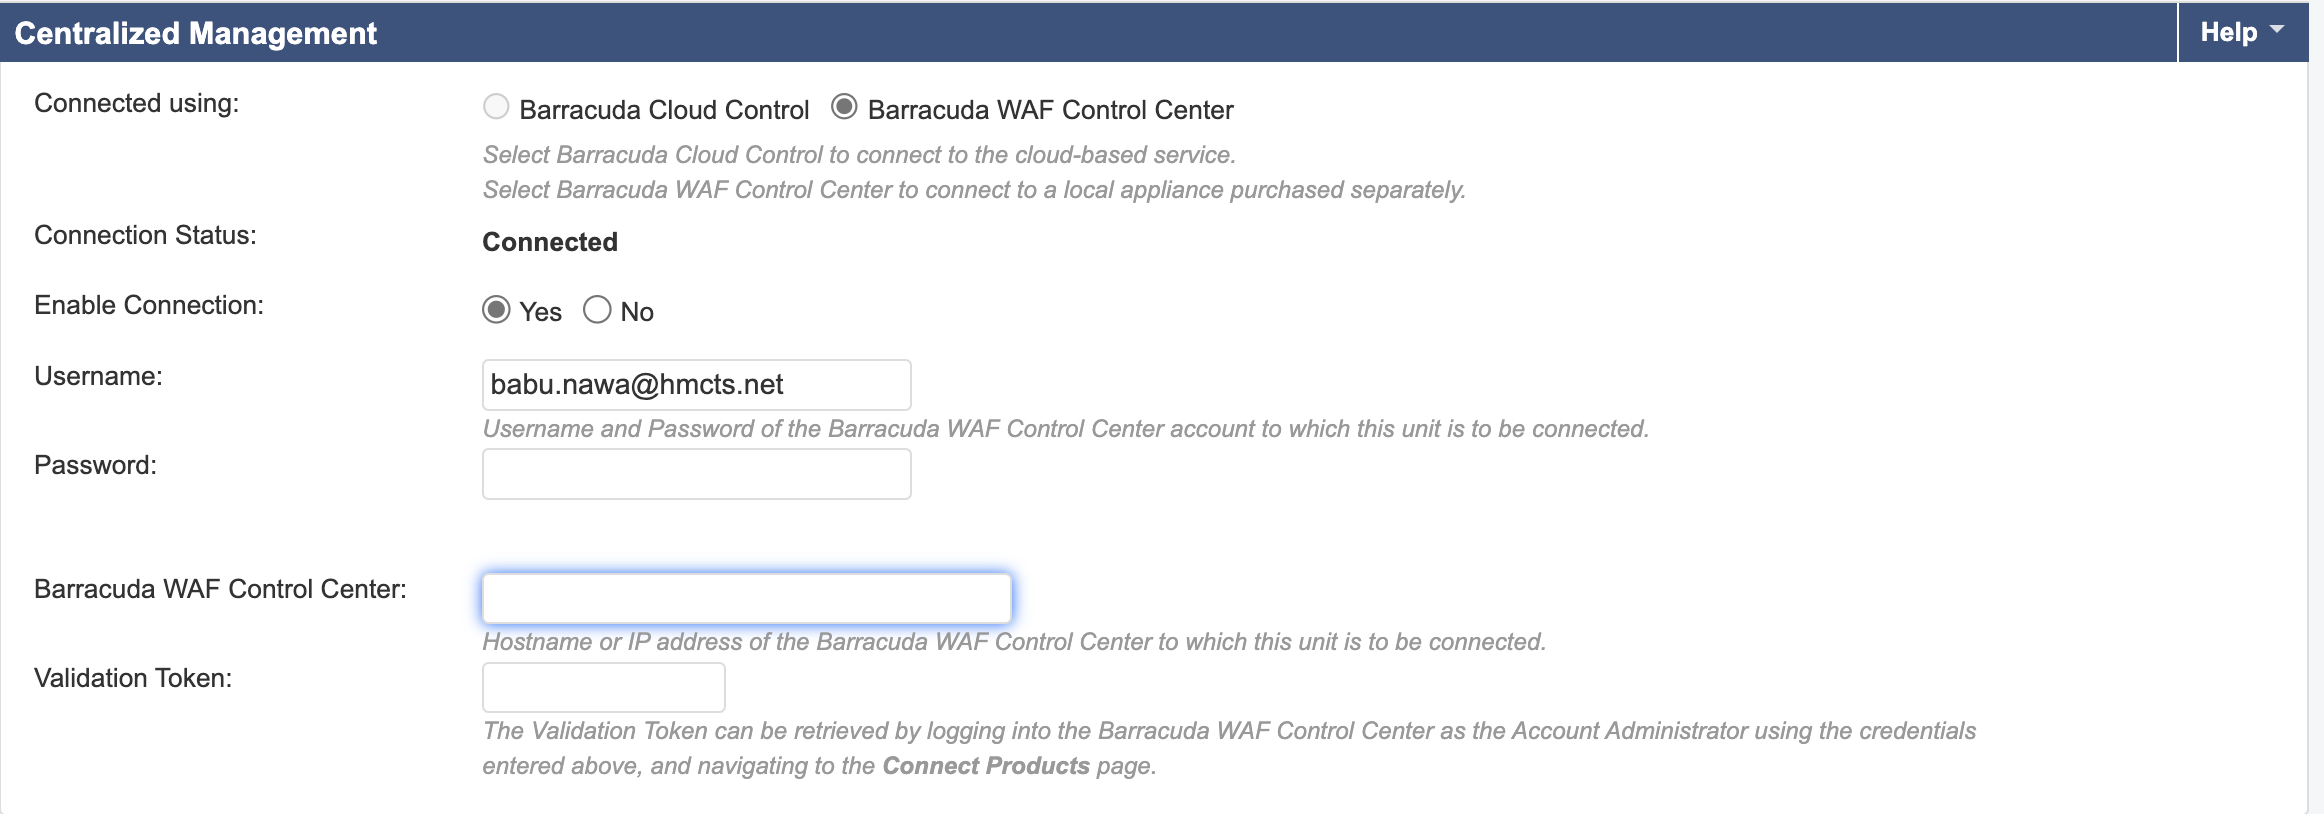 Centralized Management
Help
Connected using:
Barracuda Cloud Control Barracuda WAF Control Center
Select Barracuda Cloud Control to connect to the cloud-based service.
Select Barracuda WAF Control Center to connect to a local appliance purchased separately.
Connection Status:
Connected
Enable Connection:
Yes No
Username:
babu.nawa@hmcts.net
Username and Password of the Barracuda WAF Control Center account to which this unit is to be connected.
Password:
Barracuda WAF Control Center:
Hostname or IP address of the Barracuda WAF Control Center to which this unit is to be connected.
Validation Token:
The Validation Token can be retrieved by logging into the Barracuda WAF Control Center as the Account Administrator using the credentials
entered above, and navigating to the Connect Products page.